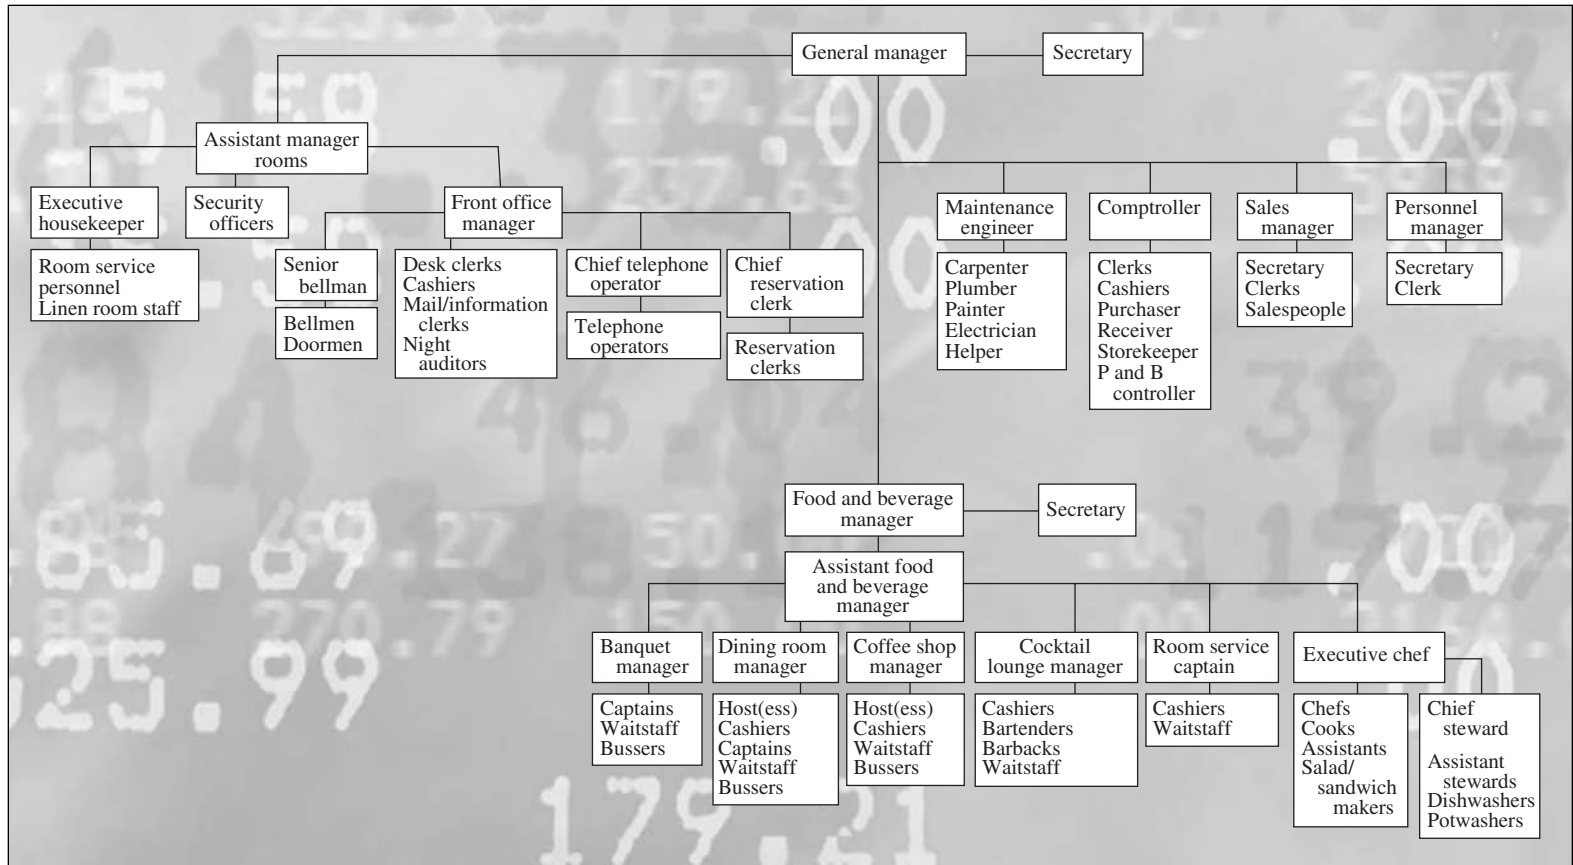 General manager
Secretary
Assistant manager
rooms
Executive
housekeeper
Security
officers
Front office
manager
Maintenance
engineer
Comptroller
Sales
manager
Personnel
manager
Room service
personnel
Linen room staff
Senior
bellman
Bellmen
Doormen
Desk clerks
Cashiers
Mail/information
clerks
Night
auditors
Chief telephone
operator
Telephone
operators
Chief
reservation
clerk
Reservation
clerks
Carpenter
Plumber
Painter
Electrician
Helper
Clerks
Cashiers
Purchaser
Receiver
Storekeeper
P and B
controller
Secretary
Clerks
Salespeople
Secretary
Clerk
Food and beverage
manager
Secretary
Assistant food
and beverage
manager
Banquet
manager
Dining room
manager
Coffee shop
manager
Cocktail
lounge manager
Room service
captain
Executive chef
Captains
Waitstaff
Bussers
Host(ess)
Cashiers
Captains
Waitstaff
Bussers
Host(ess)
Cashiers
Waitstaff
Bussers
Cashiers
Bartenders
Barbacks
Waitstaff
Cashiers
Waitstaff
Chefs
Cooks
Assistants
Salad/
sandwich
makers
Chief
steward
Assistant
stewards
Dishwashers
Potwashers
179.21